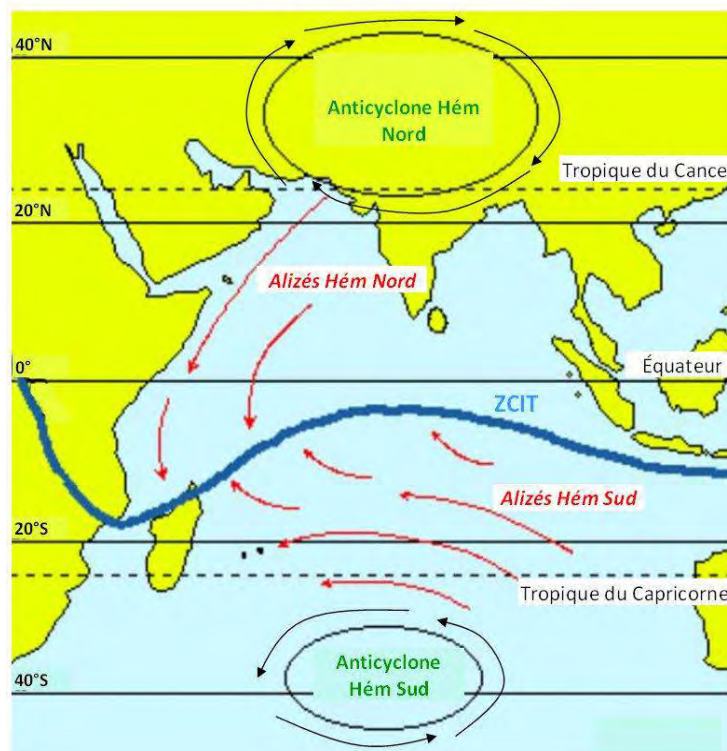 40°N
Anticyclone Hém
Nord
Tropique du Cance
20°N
Alizés Hém Nord
0°
Équateur
ZCIT
Alizés Hém Sud
20°S
Tropique du Capricorne
Anticyclone
Hém Sud
40°S